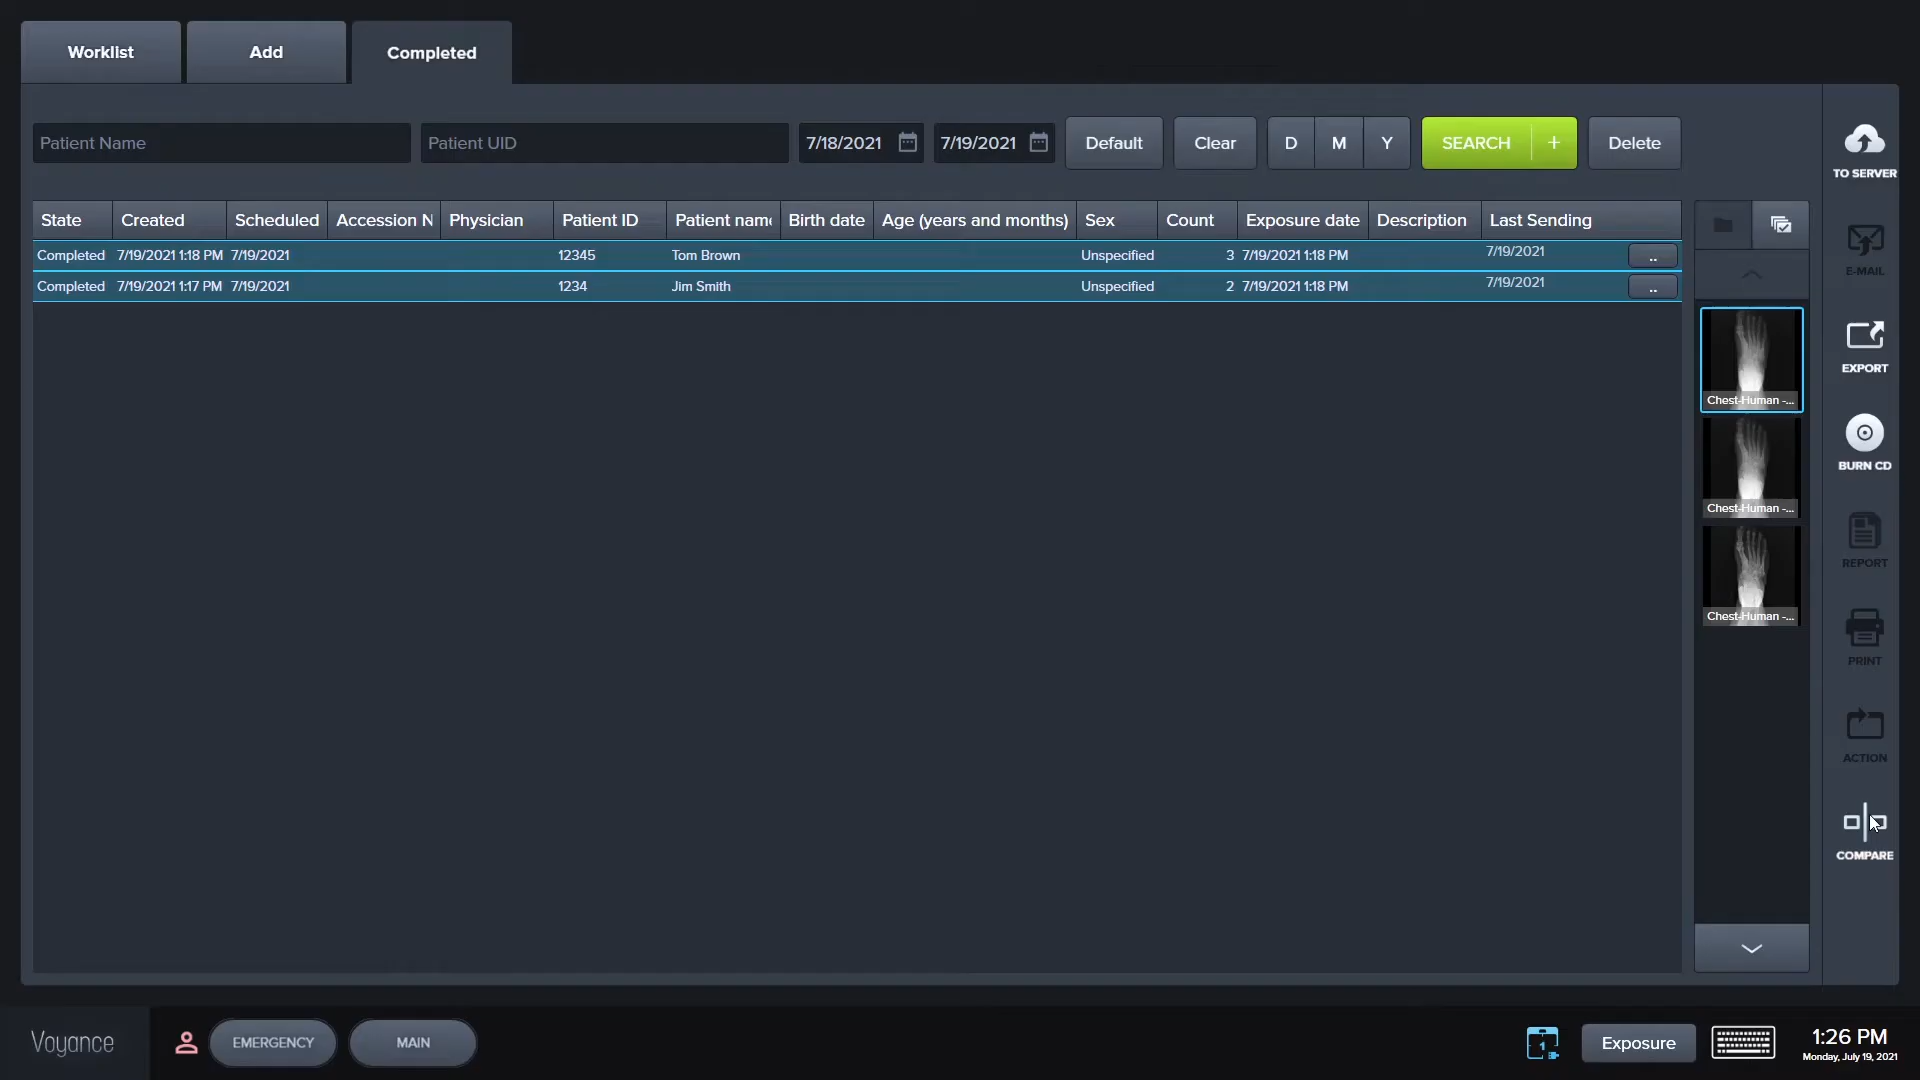 Worklist
Add
Completed
Patient Name
Patient UID
7/18/2021
7/19/2021
Default
Clear
D
M
Y
SEARCH
+
Delete
State Created Scheduled Accession N Physician Patient ID Patient name Birth date Age (years and months) Sex Count Exposure date Description Last Sending
Completed 7/19/2021 1:18 PM 7/19/2021 12345 Tom Brown Unspecified 3 7/19/2021 1:18 PM 7/19/2021 ..
Completed 7/19/2021 1:17 PM 7/19/2021 1234 Jim Smith Unspecified 2 7/19/2021 1:18 PM 7/19/2021 ..
Chest-Human -...
Chest-Human -...
Chest-Human -...
TO SERVER
E-MAIL
EXPORT
BURN CD
REPORT
PRINT
ACTION
COMPARE
Voyance
EMERGENCY
MAIN
1
Exposure
1:26 PM
Monday, July 19, 2021